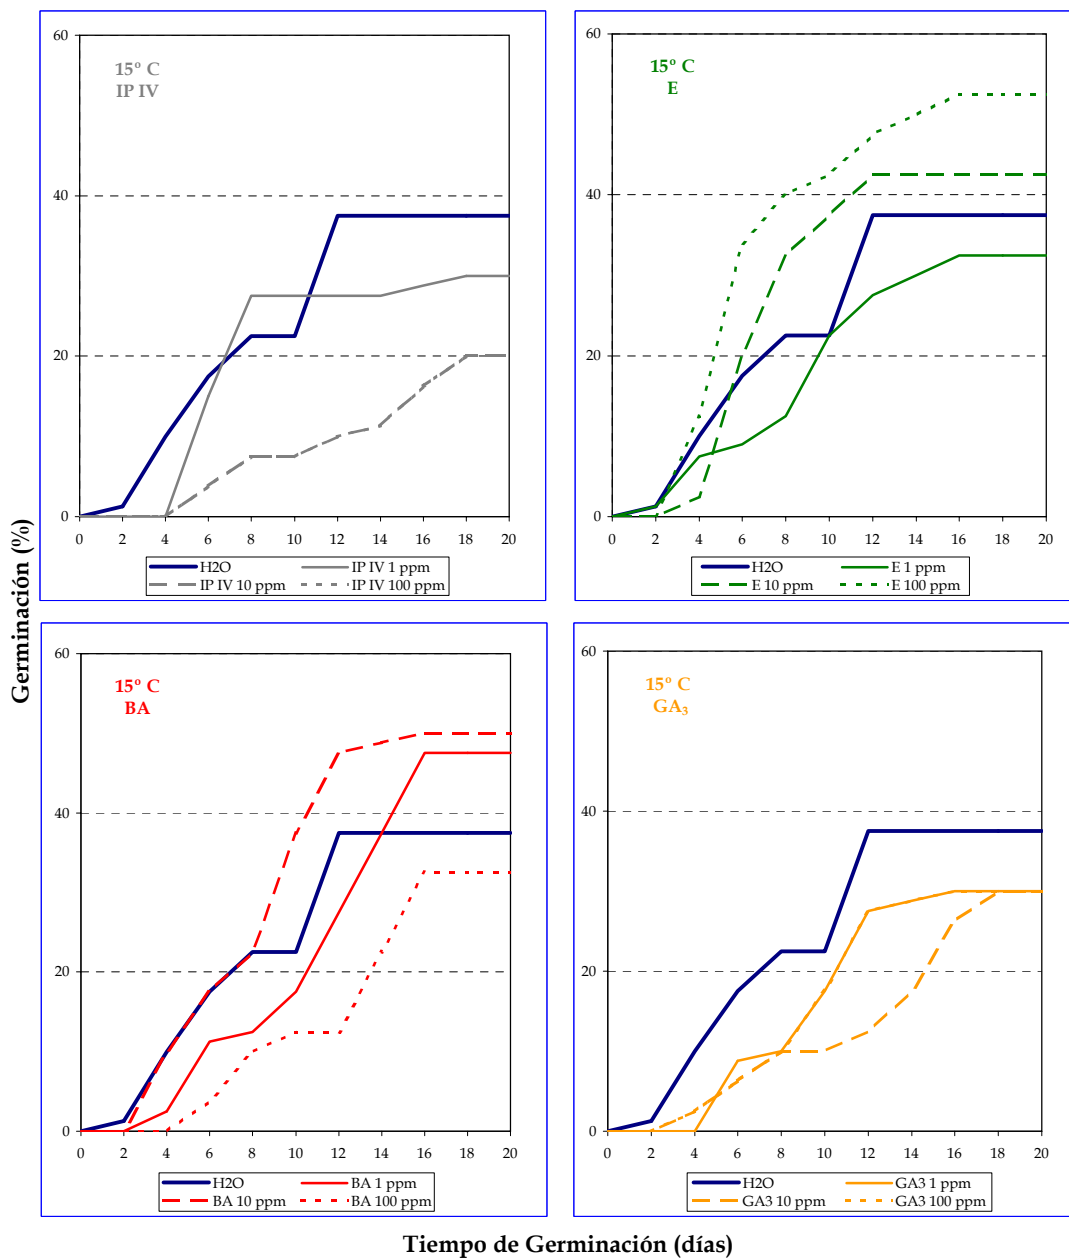 60
40
20
0
0 2 4 6 8 10 12 14 16 18 20
15º C
IP IV
H2O IP IV 1 ppm
IP IV 10 ppm IP IV 100 ppm
60
40
20
0
0 2 4 6 8 10 12 14 16 18 20
15º C
E
H2O E 1 ppm
E 10 ppm E 100 ppm
Germinación (%)
60
40
20
0
0 2 4 6 8 10 12 14 16 18 20
15º C
BA
H2O BA 1 ppm
BA 10 ppm BA 100 ppm
60
40
20
0
0 2 4 6 8 10 12 14 16 18 20
15º C
GA₃
H2O GA3 1 ppm
GA3 10 ppm GA3 100 ppm
Tiempo de Germinación (días)